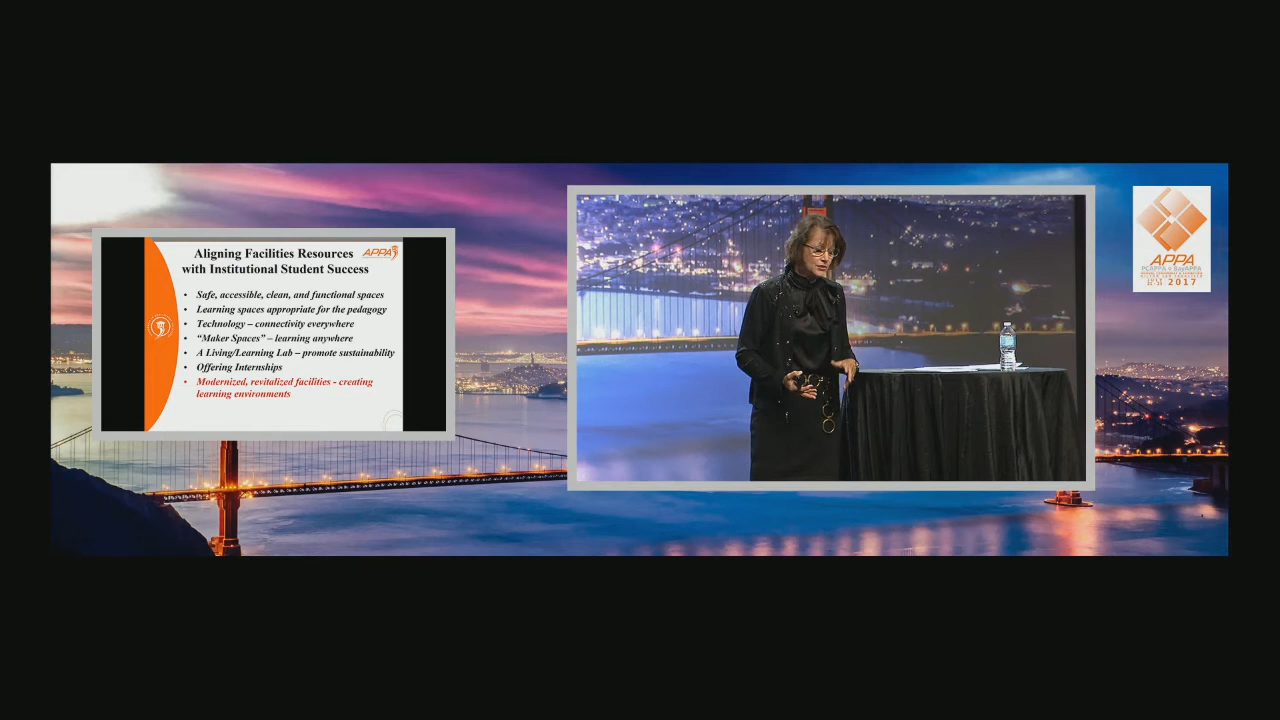 Aligning Facilities Resources
with Institutional Student Success
APPA
• Safe, accessible, clean, and functional spaces
• Learning spaces appropriate for the pedagogy
• Technology – connectivity everywhere
• “Maker Spaces” – learning anywhere
• A Living/Learning Lab – promote sustainability
• Offering Internships
• Modernized, revitalized facilities - creating
learning environments
APPA
PCAPPA & BayAPPA
2017